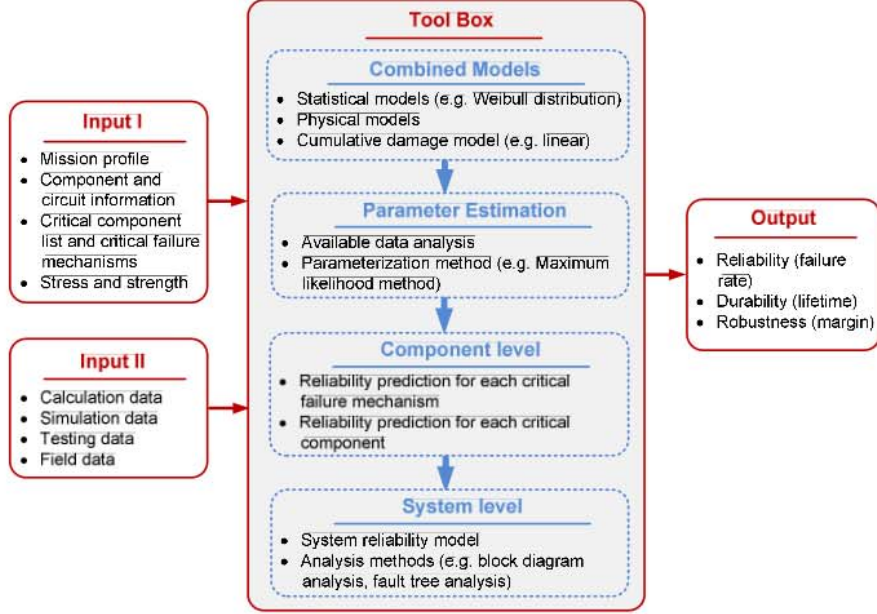 Input I
• Mission profile
• Component and
circuit information
• Critical component
list and critical failure
mechanisms
• Stress and strength
Input II
• Calculation data
• Simulation data
• Testing data
• Field data
Tool Box
Combined Models
• Statistical models (e.g. Weibull distribution)
• Physical models
• Cumulative damage model (e.g. linear)
Parameter Estimation
• Available data analysis
• Parameterization method (e.g. Maximum
likelihood method)
Component level
• Reliability prediction for each critical
failure mechanism
• Reliability prediction for each critical
component
System level
• System reliability model
• Analysis methods (e.g. block diagram
analysis, fault tree analysis)
Output
• Reliability (failure
rate)
• Durability (lifetime)
• Robustness (margin)